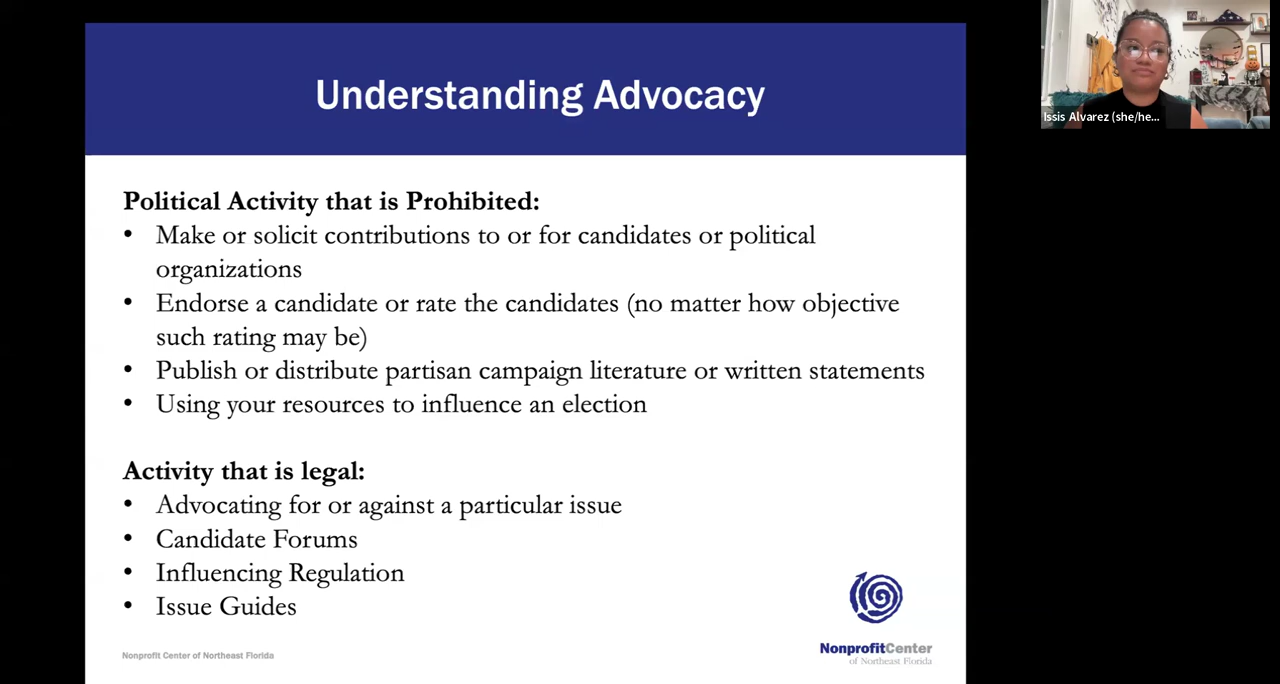 Understanding Advocacy
Political Activity that is Prohibited:
• Make or solicit contributions to or for candidates or political
organizations
• Endorse a candidate or rate the candidates (no matter how objective
such rating may be)
• Publish or distribute partisan campaign literature or written statements
• Using your resources to influence an election
Activity that is legal:
• Advocating for or against a particular issue
• Candidate Forums
• Influencing Regulation
• Issue Guides
Nonprofit Center of Northeast Florida
NonprofitCenter
of Northeast Florida
Issis Alvarez (she/he...